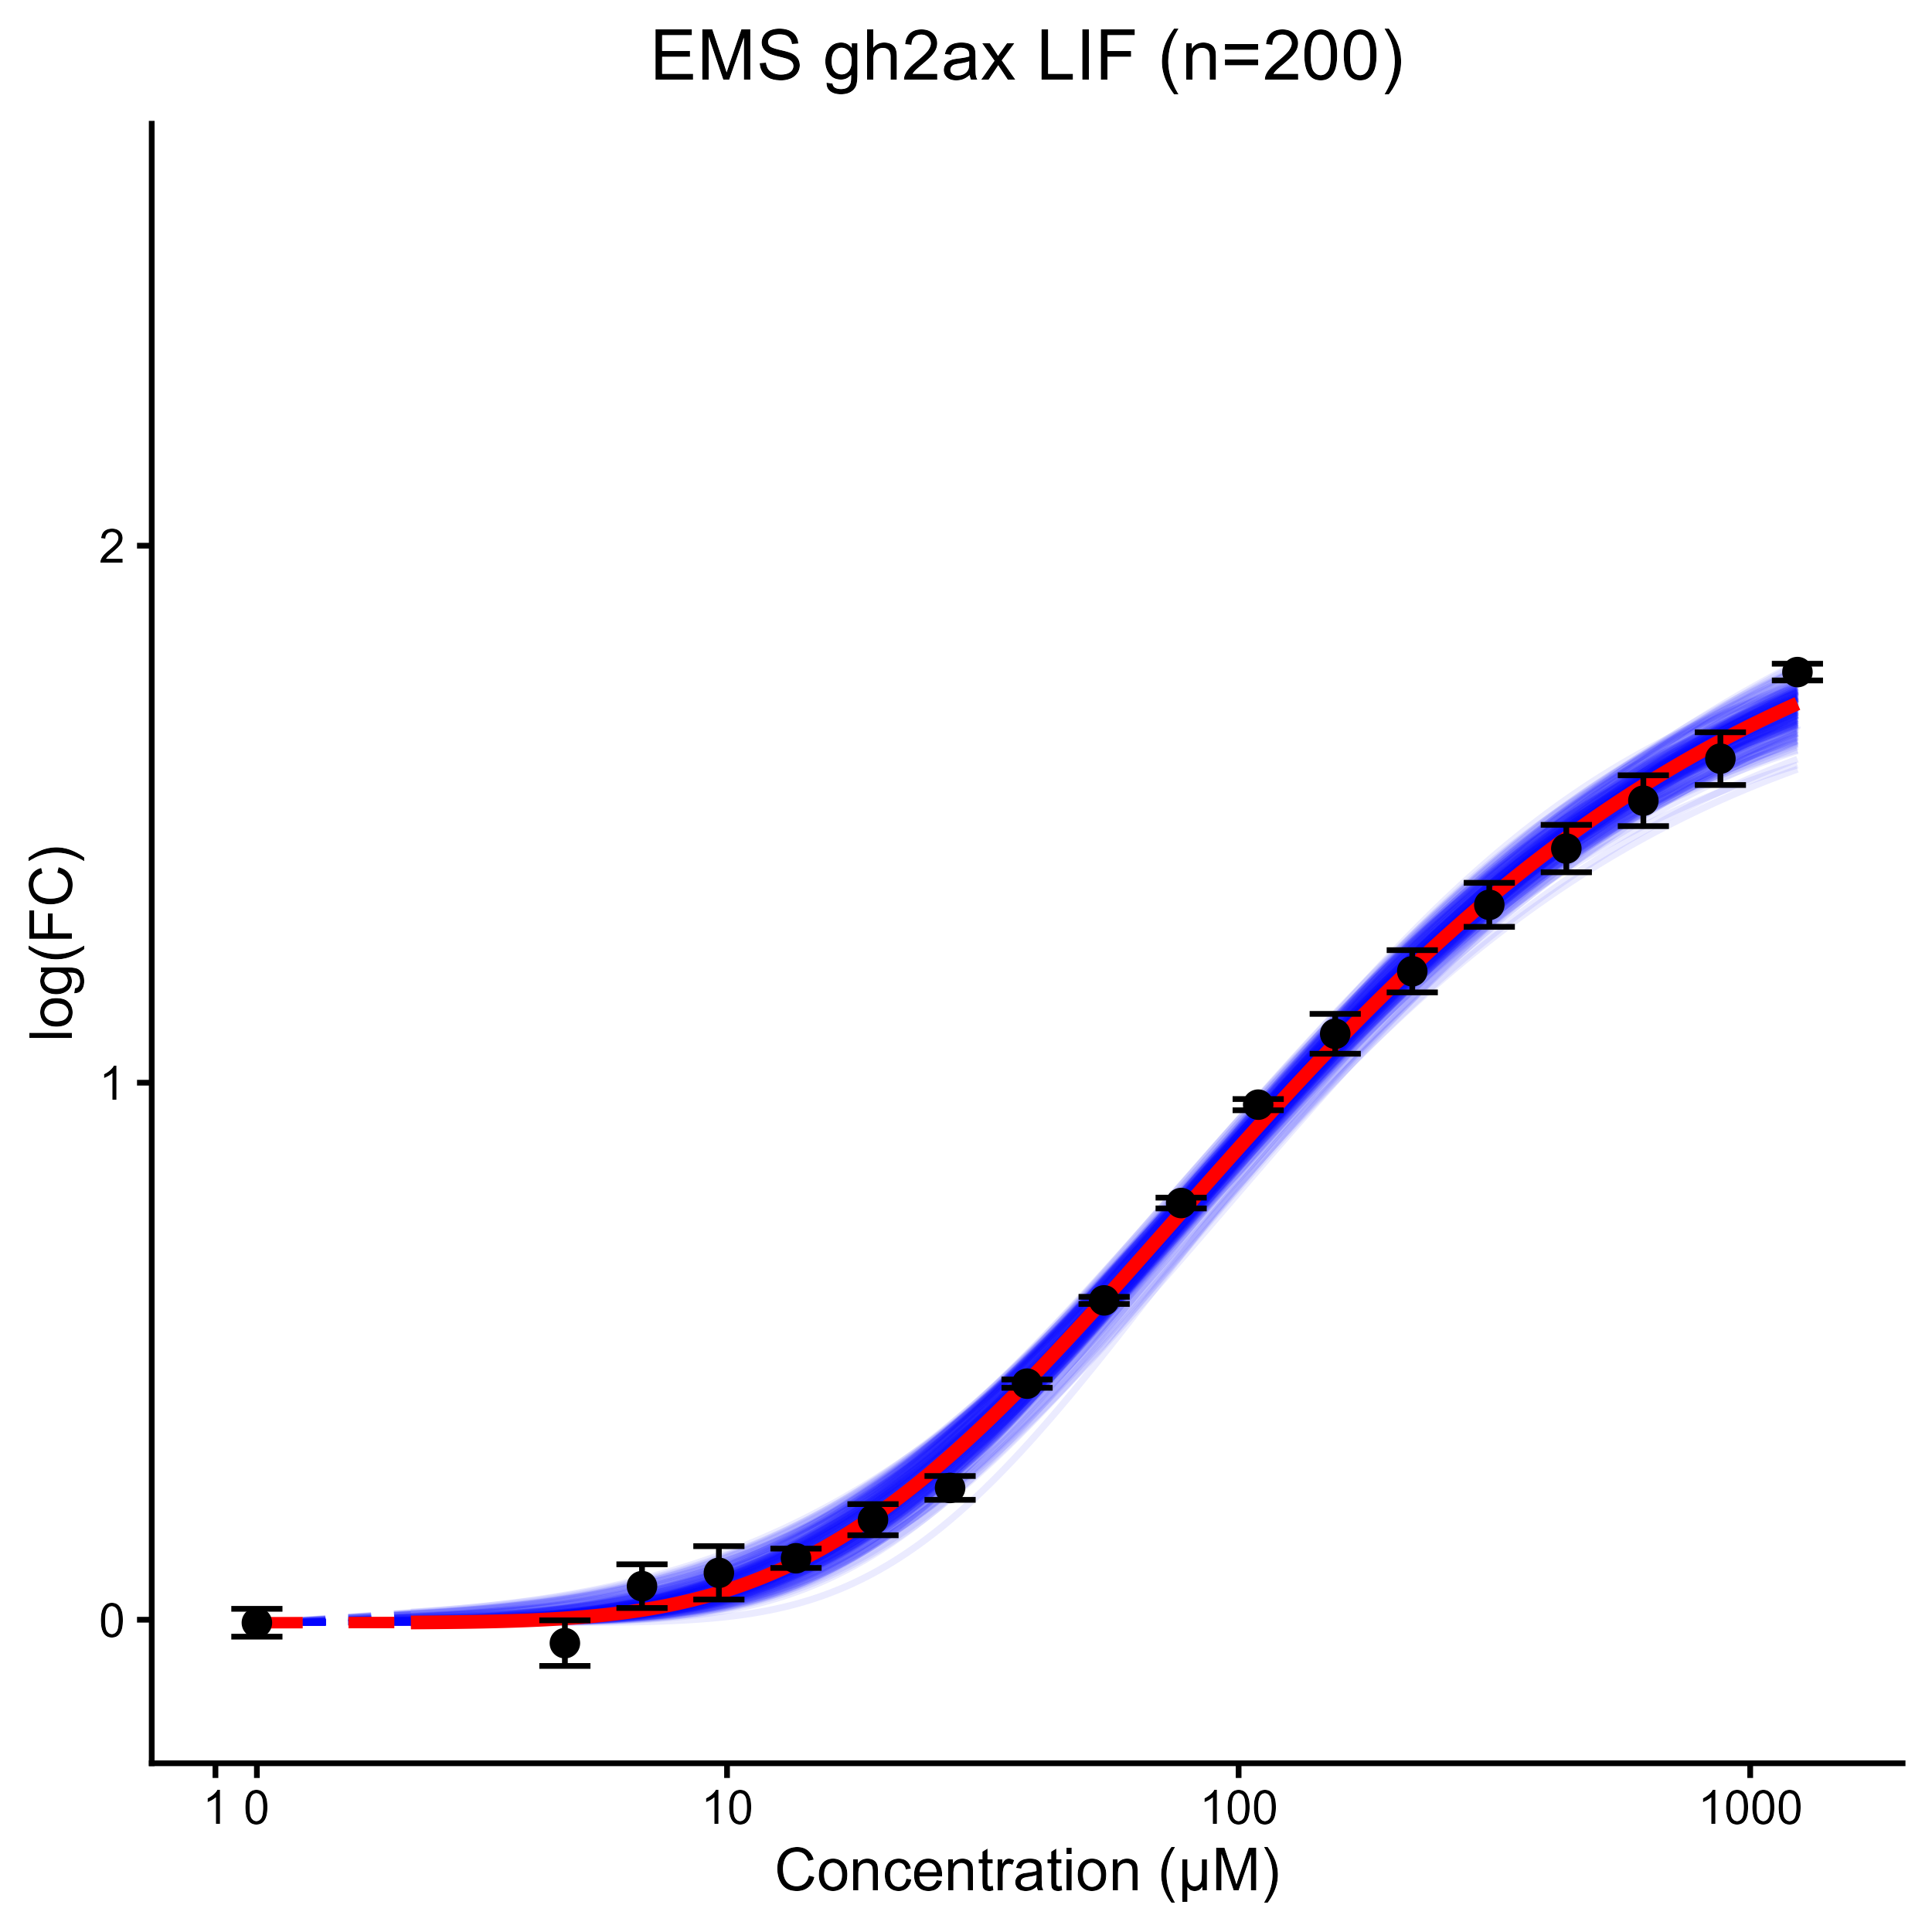 EMS gh2ax LIF (n=200)
log(FC)
2
1
0
1 0 10 100 1000
Concentration (µM)